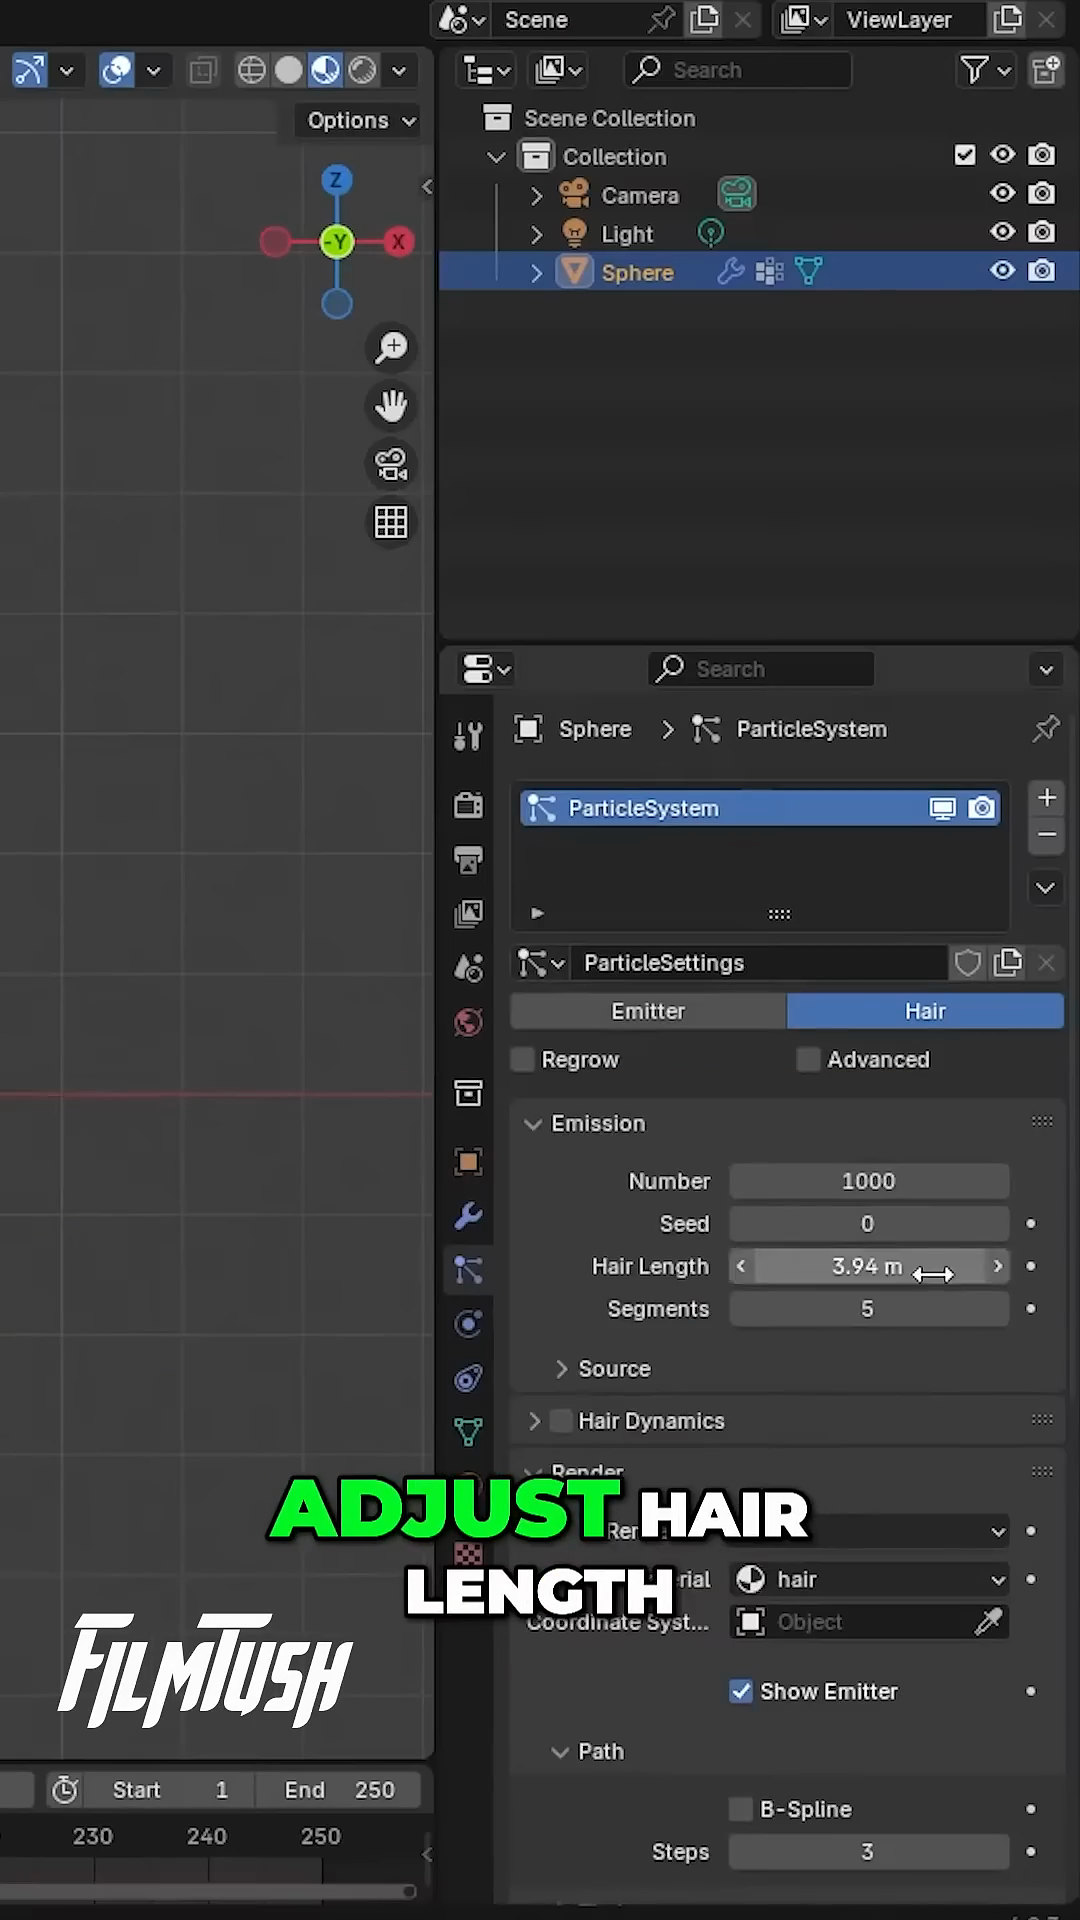 Scene
ViewLayer
Search
Options
Scene Collection
Collection
Camera
Light
Sphere
Z
-Y
X
Search
Sphere > ParticleSystem
ParticleSystem
ParticleSettings
Emitter
Hair
Regrow
Advanced
Emission
Number 1000
Seed 0
Hair Length 3.94 m
Segments 5
Source
Hair Dynamics
Render
ADJUST HAIR
LENGTH
hair
Coordinate Syst...
Object
FILMTUSH
Show Emitter
Path
Start 1 End 250
230 240 250
B-Spline
Steps 3